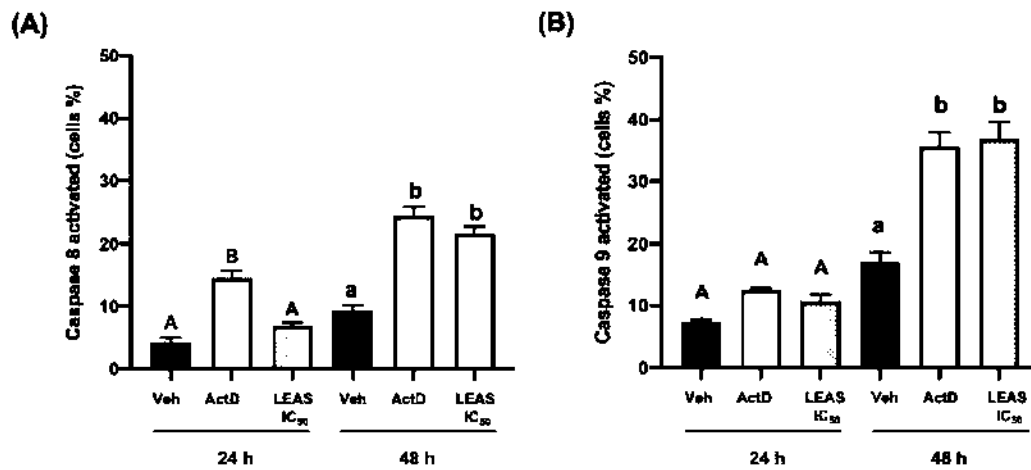 (A)
Caspase 8 activated (cells %)
50
40
30
20
10
0
A
B
A
a
b
b
Veh ActD LEAS IC50 Veh ActD LEAS IC50
24 h 48 h
(B)
Caspase 9 activated (cells %)
50
40
30
20
10
0
A
A
A
a
b
b
Veh ActD LEAS IC50 Veh ActD LEAS IC50
24 h 48 h